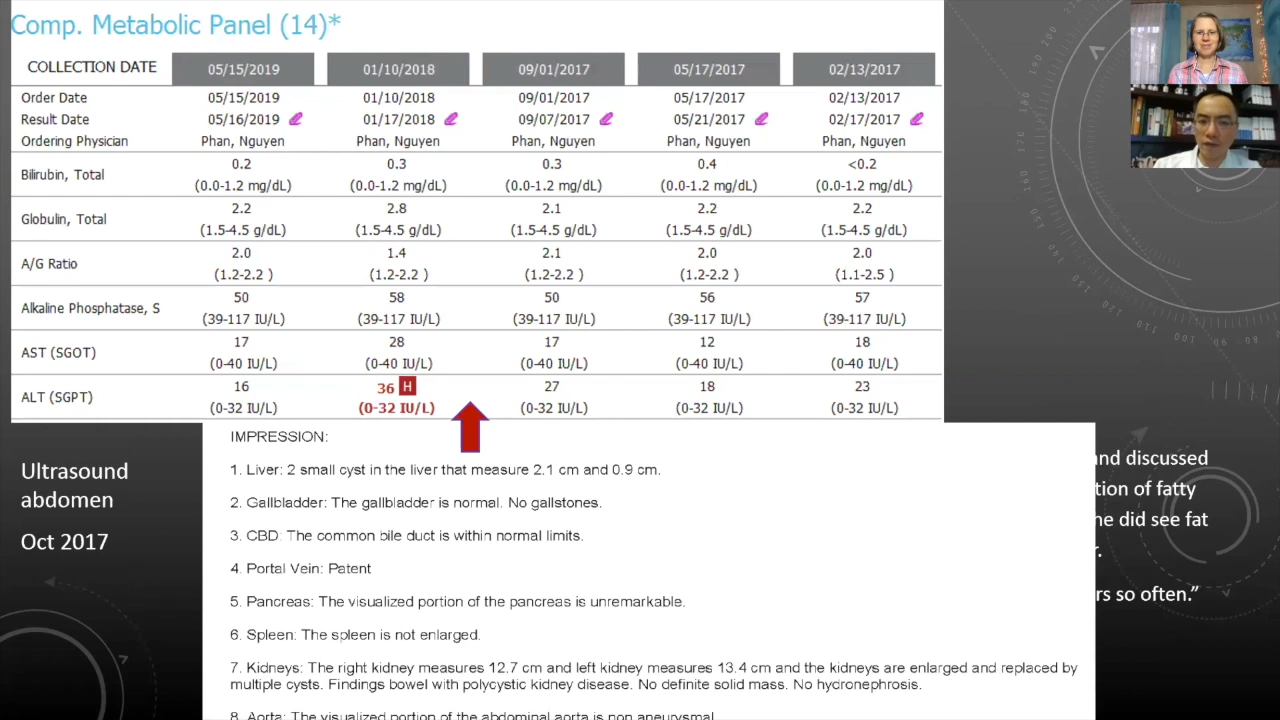 Comp. Metabolic Panel (14)*
COLLECTION DATE 05/15/2019 01/10/2018 09/01/2017 05/17/2017 02/13/2017
Order Date 05/15/2019 01/10/2018 09/01/2017 05/17/2017 02/13/2017
Result Date 05/16/2019 01/17/2018 09/07/2017 05/21/2017 02/17/2017
Ordering Physician Phan, Nguyen Phan, Nguyen Phan, Nguyen Phan, Nguyen Phan, Nguyen
Bilirubin, Total 0.2 0.3 0.3 0.4 <0.2
(0.0-1.2 mg/dL) (0.0-1.2 mg/dL) (0.0-1.2 mg/dL) (0.0-1.2 mg/dL) (0.0-1.2 mg/dL)
Globulin, Total 2.2 2.8 2.1 2.2 2.2
(1.5-4.5 g/dL) (1.5-4.5 g/dL) (1.5-4.5 g/dL) (1.5-4.5 g/dL) (1.5-4.5 g/dL)
A/G Ratio 2.0 1.4 2.1 2.0 2.0
(1.2-2.2 ) (1.2-2.2 ) (1.2-2.2 ) (1.2-2.2 ) (1.1-2.5 )
Alkaline Phosphatase, S 50 58 50 56 57
(39-117 IU/L) (39-117 IU/L) (39-117 IU/L) (39-117 IU/L) (39-117 IU/L)
AST (SGOT) 17 28 17 12 18
(0-40 IU/L) (0-40 IU/L) (0-40 IU/L) (0-40 IU/L) (0-40 IU/L)
ALT (SGPT) 16 36 H 27 18 23
(0-32 IU/L) (0-32 IU/L) (0-32 IU/L) (0-32 IU/L) (0-32 IU/L)
Ultrasound
abdomen
Oct 2017
IMPRESSION:
1. Liver: 2 small cyst in the liver that measure 2.1 cm and 0.9 cm.
2. Gallbladder: The gallbladder is normal. No gallstones.
3. CBD: The common bile duct is within normal limits.
4. Portal Vein: Patent
5. Pancreas: The visualized portion of the pancreas is unremarkable.
6. Spleen: The spleen is not enlarged.
7. Kidneys: The right kidney measures 12.7 cm and left kidney measures 13.4 cm and the kidneys are enlarged and replaced by
multiple cysts. Findings bowel with polycystic kidney disease. No definite solid mass. No hydronephrosis.
8. Aorta: The visualized portion of the abdominal aorta is non aneurysmal
and discussed
tion of fatty
he did see fat
r.
rs so often.”